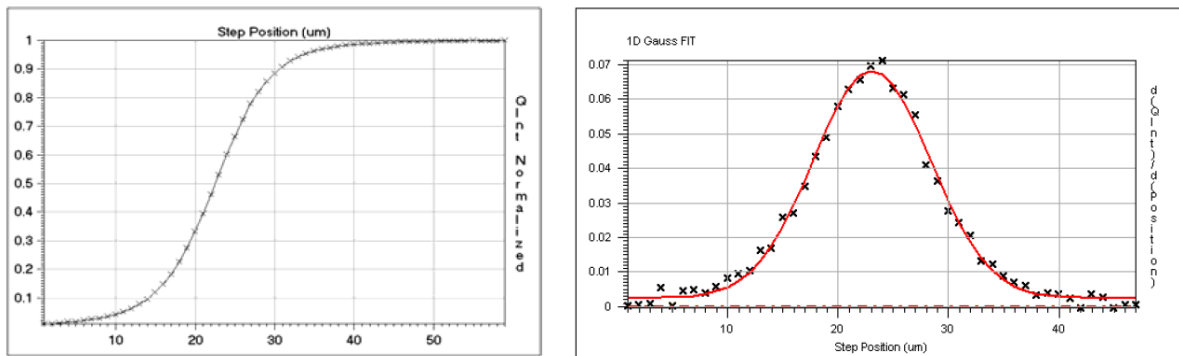 Step Position (um)
1
0.9
0.8
0.7
0.6
0.5
0.4
0.3
0.2
0.1
10 20 30 40 50
QInt Normalized
1D Gauss FIT
0.07
0.06
0.05
0.04
0.03
0.02
0.01
0
10 20 30 40
Step Position (um)
d(QInt)/d(Position)